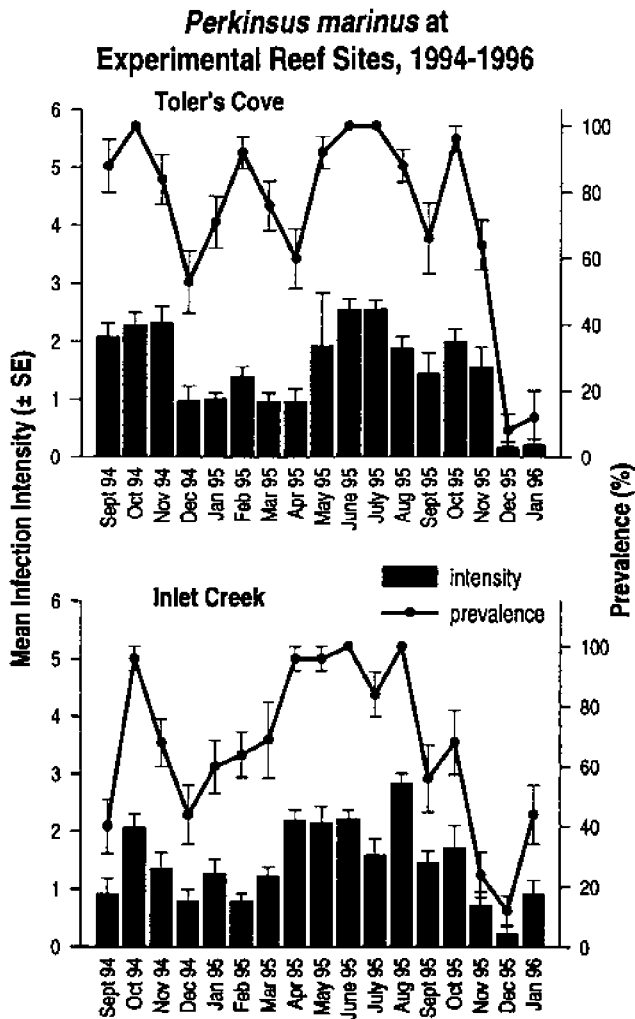 Perkinsus marinus at
Experimental Reef Sites, 1994-1996
Toler's Cove
6
5
4
3
2
1
0
100
80
60
40
20
0
Sept 94
Oct 94
Nov 94
Dec 94
Jan 95
Feb 95
Mar 95
Apr 95
May 95
June 95
July 95
Aug 95
Sept 95
Oct 95
Nov 95
Dec 95
Jan 96
Mean Infection Intensity (± SE)
Prevalence (%)
intensity
prevalence
Inlet Creek
6
5
4
3
2
1
0
100
80
60
40
20
0
Sept 94
Oct 94
Nov 94
Dec 94
Jan 95
Feb 95
Mar 95
Apr 95
May 95
June 95
July 95
Aug 95
Sept 95
Oct 95
Nov 95
Dec 95
Jan 96